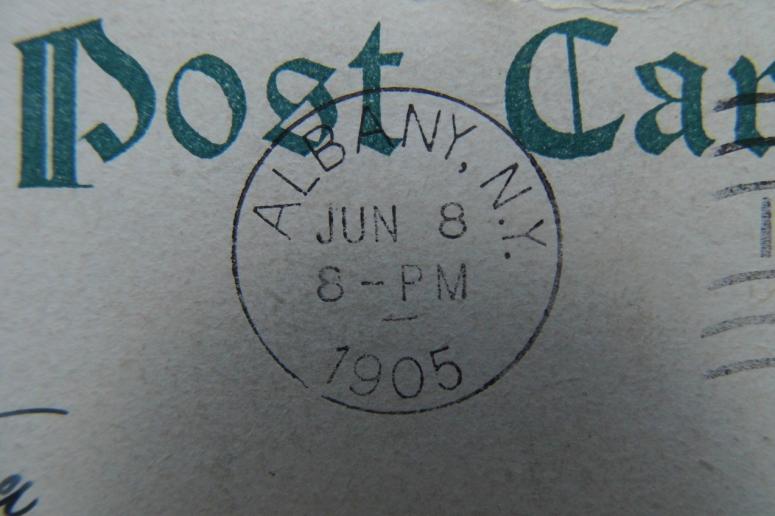 Post Car
ALBANY, N.Y.
JUN 8
8-PM
1905